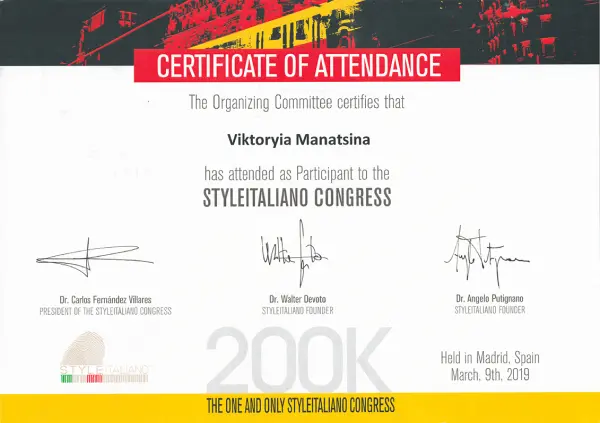 CERTIFICATE OF ATTENDANCE
The Organizing Committee certifies that
Viktoryia Manatsina
has attended as Participant to the
STYLEITALIANO CONGRESS
Dr. Carlos Fernández Villares
PRESIDENT OF THE STYLEITALIANO CONGRESS
Dr. Walter Devoto
STYLEITALIANO FOUNDER
Dr. Angelo Putignano
STYLEITALIANO FOUNDER
200K
STYLEITALIANO
Held in Madrid, Spain
March, 9th, 2019
THE ONE AND ONLY STYLEITALIANO CONGRESS